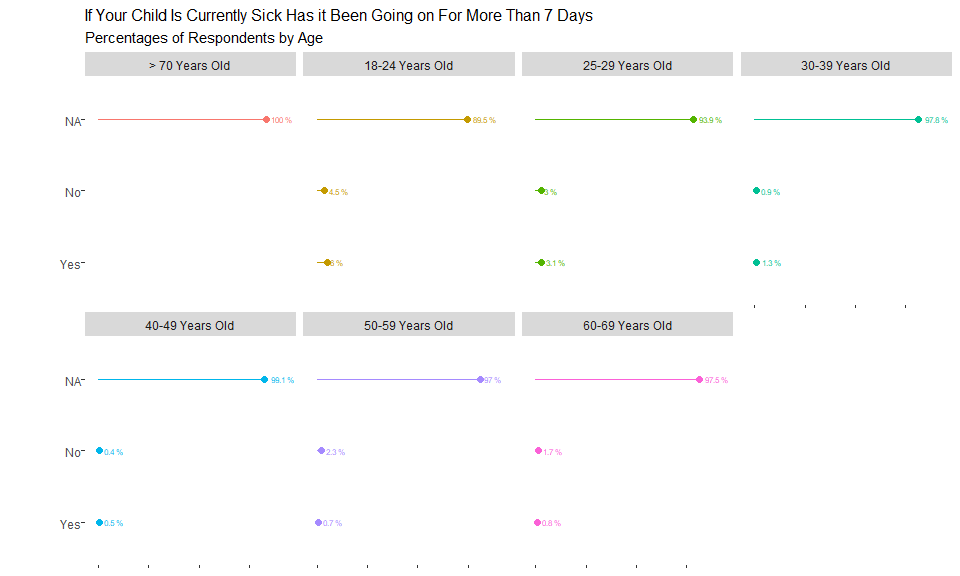 If Your Child Is Currently Sick Has it Been Going on For More Than 7 Days
Percentages of Respondents by Age
> 70 Years Old 18-24 Years Old 25-29 Years Old 30-39 Years Old
NA 100 % 89.5 % 93.9 % 97.8 %
No 4.5 % 3 % 0.9 %
Yes 6 % 3.1 % 1.3 %
40-49 Years Old 50-59 Years Old 60-69 Years Old
NA 99.1 % 97 % 97.5 %
No 0.4 % 2.3 % 1.7 %
Yes 0.5 % 0.7 % 0.8 %